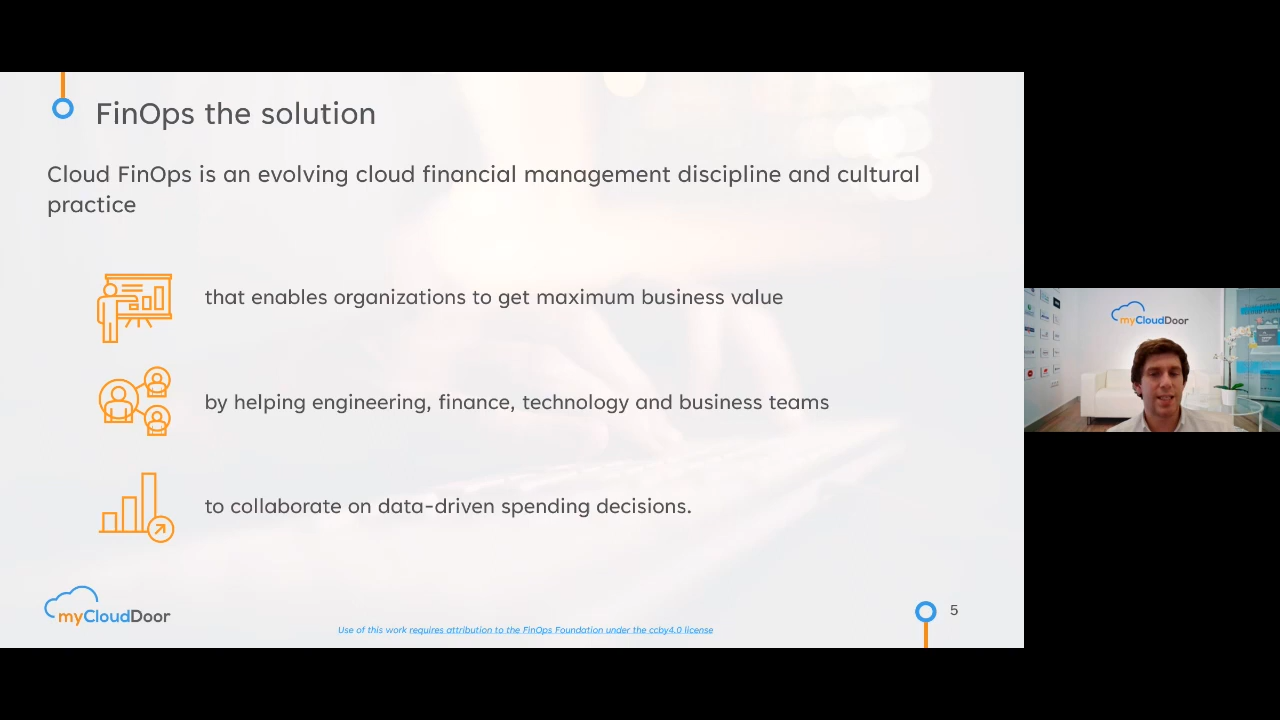 FinOps the solution
Cloud FinOps is an evolving cloud financial management discipline and cultural
practice
that enables organizations to get maximum business value
by helping engineering, finance, technology and business teams
to collaborate on data-driven spending decisions.
myCloudDoor
Use of this work requires attribution to the FinOps Foundation under the ccby4.0 license
5
myCloudDoor